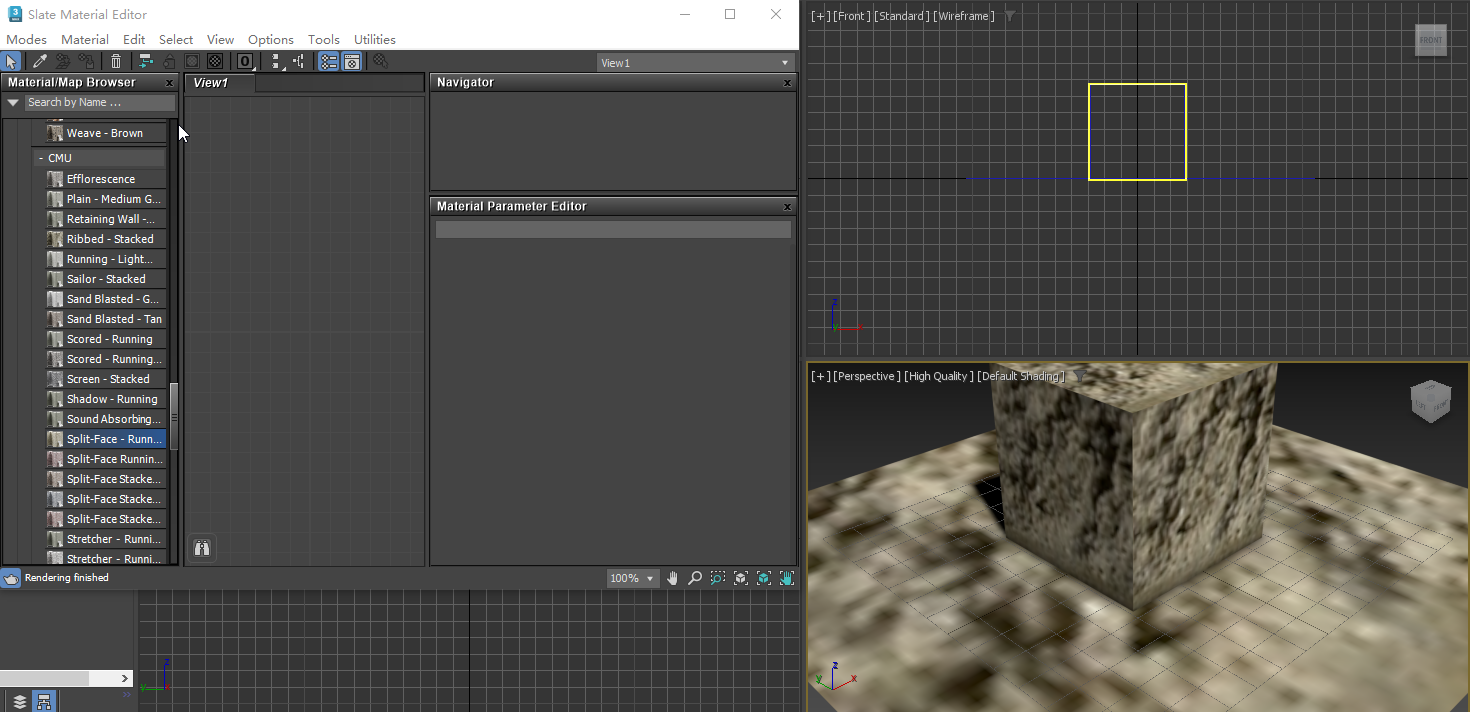 Slate Material Editor
Modes Material Edit Select View Options Tools Utilities
View1
Material/Map Browser x
Search by Name ...
Weave - Brown
- CMU
Efflorescence
Plain - Medium G...
Retaining Wall -...
Ribbed - Stacked
Running - Light...
Sailor - Stacked
Sand Blasted - G...
Sand Blasted - Tan
Scored - Running
Scored - Running...
Screen - Stacked
Shadow - Running
Sound Absorbing...
Split-Face - Runn...
Split-Face Runnin...
Split-Face Stacke...
Split-Face Stacke...
Split-Face Stacke...
Stretcher - Runni...
Stretcher - Runni...
View1
Navigator x
Material Parameter Editor x
Rendering finished
100%
z
y
[+] [Front] [Standard] [Wireframe]
FRONT
z
y x
[+] [Perspective] [High Quality] [Default Shading]
FRONT
z
y x